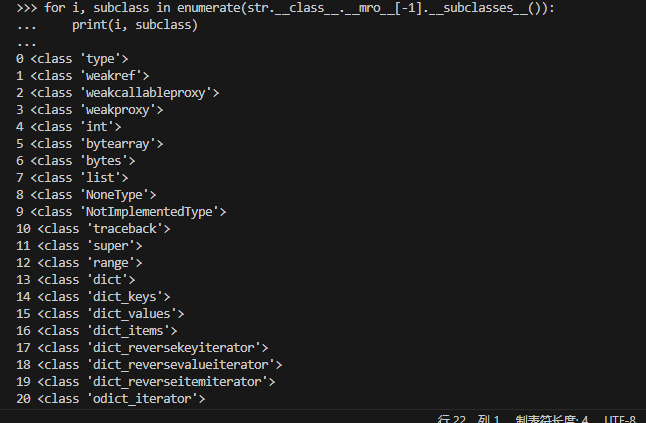 >>> for i, subclass in enumerate(str.__class__.__mro__[-1].__subclasses__()):
...     print(i, subclass)
...
0 <class 'type'>
1 <class 'weakref'>
2 <class 'weakcallableproxy'>
3 <class 'weakproxy'>
4 <class 'int'>
5 <class 'bytearray'>
6 <class 'bytes'>
7 <class 'list'>
8 <class 'NoneType'>
9 <class 'NotImplementedType'>
10 <class 'traceback'>
11 <class 'super'>
12 <class 'range'>
13 <class 'dict'>
14 <class 'dict_keys'>
15 <class 'dict_values'>
16 <class 'dict_items'>
17 <class 'dict_reversekeyiterator'>
18 <class 'dict_reversevalueiterator'>
19 <class 'dict_reverseitemiterator'>
20 <class 'odict_iterator'>
行 22，列 1 制表符长度: 4 UTF-8